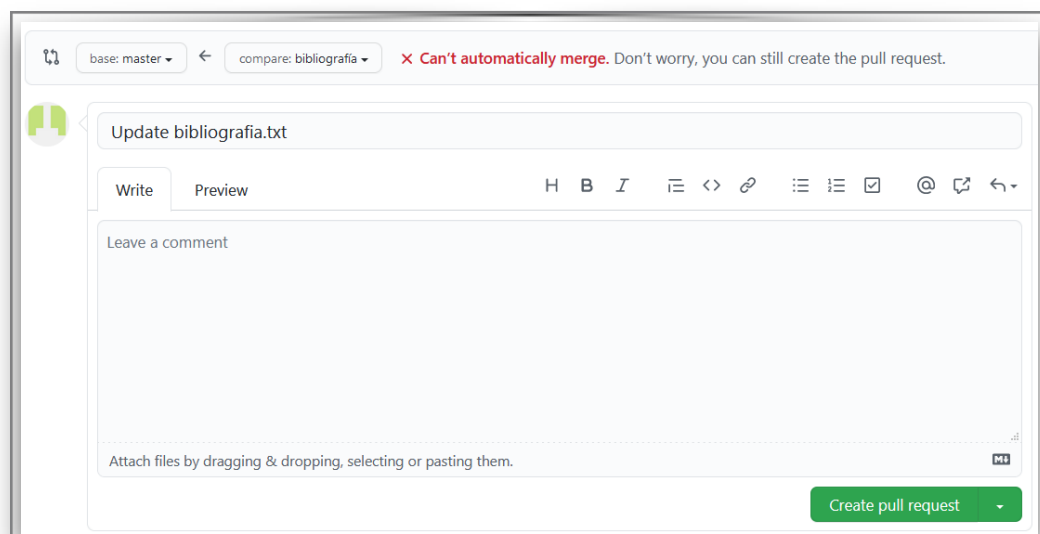 base: master compare: bibliografía Can't automatically merge. Don't worry, you can still create the pull request.
Update bibliografia.txt
Write Preview H B I @
Leave a comment
Attach files by dragging & dropping, selecting or pasting them. M
Create pull request